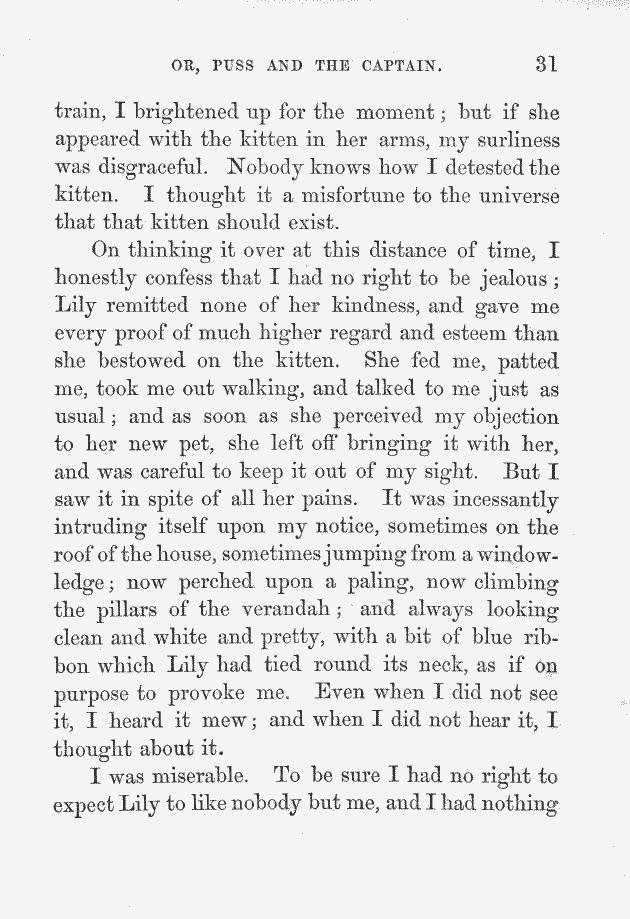 OR, PUSS AND THE CAPTAIN. 31
train, I brightened up for the moment; but if she
appeared with the kitten in her arms, my surliness
was disgraceful. Nobody knows how I detested the
kitten. I thought it a misfortune to the universe
that that kitten should exist.
On thinking it over at this distance of time, I
honestly confess that I had no right to be jealous;
Lily remitted none of her kindness, and gave me
every proof of much higher regard and esteem than
she bestowed on the kitten. She fed me, patted
me, took me out walking, and talked to me just as
usual; and as soon as she perceived my objection
to her new pet, she left off bringing it with her,
and was careful to keep it out of my sight. But I
saw it in spite of all her pains. It was incessantly
intruding itself upon my notice, sometimes on the
roof of the house, sometimes jumping from a window-
ledge; now perched upon a paling, now climbing
the pillars of the verandah; and always looking
clean and white and pretty, with a bit of blue rib-
bon which Lily had tied round its neck, as if on
purpose to provoke me. Even when I did not see
it, I heard it mew; and when I did not hear it, I
thought about it.
I was miserable. To be sure I had no right to
expect Lily to like nobody but me, and I had nothing